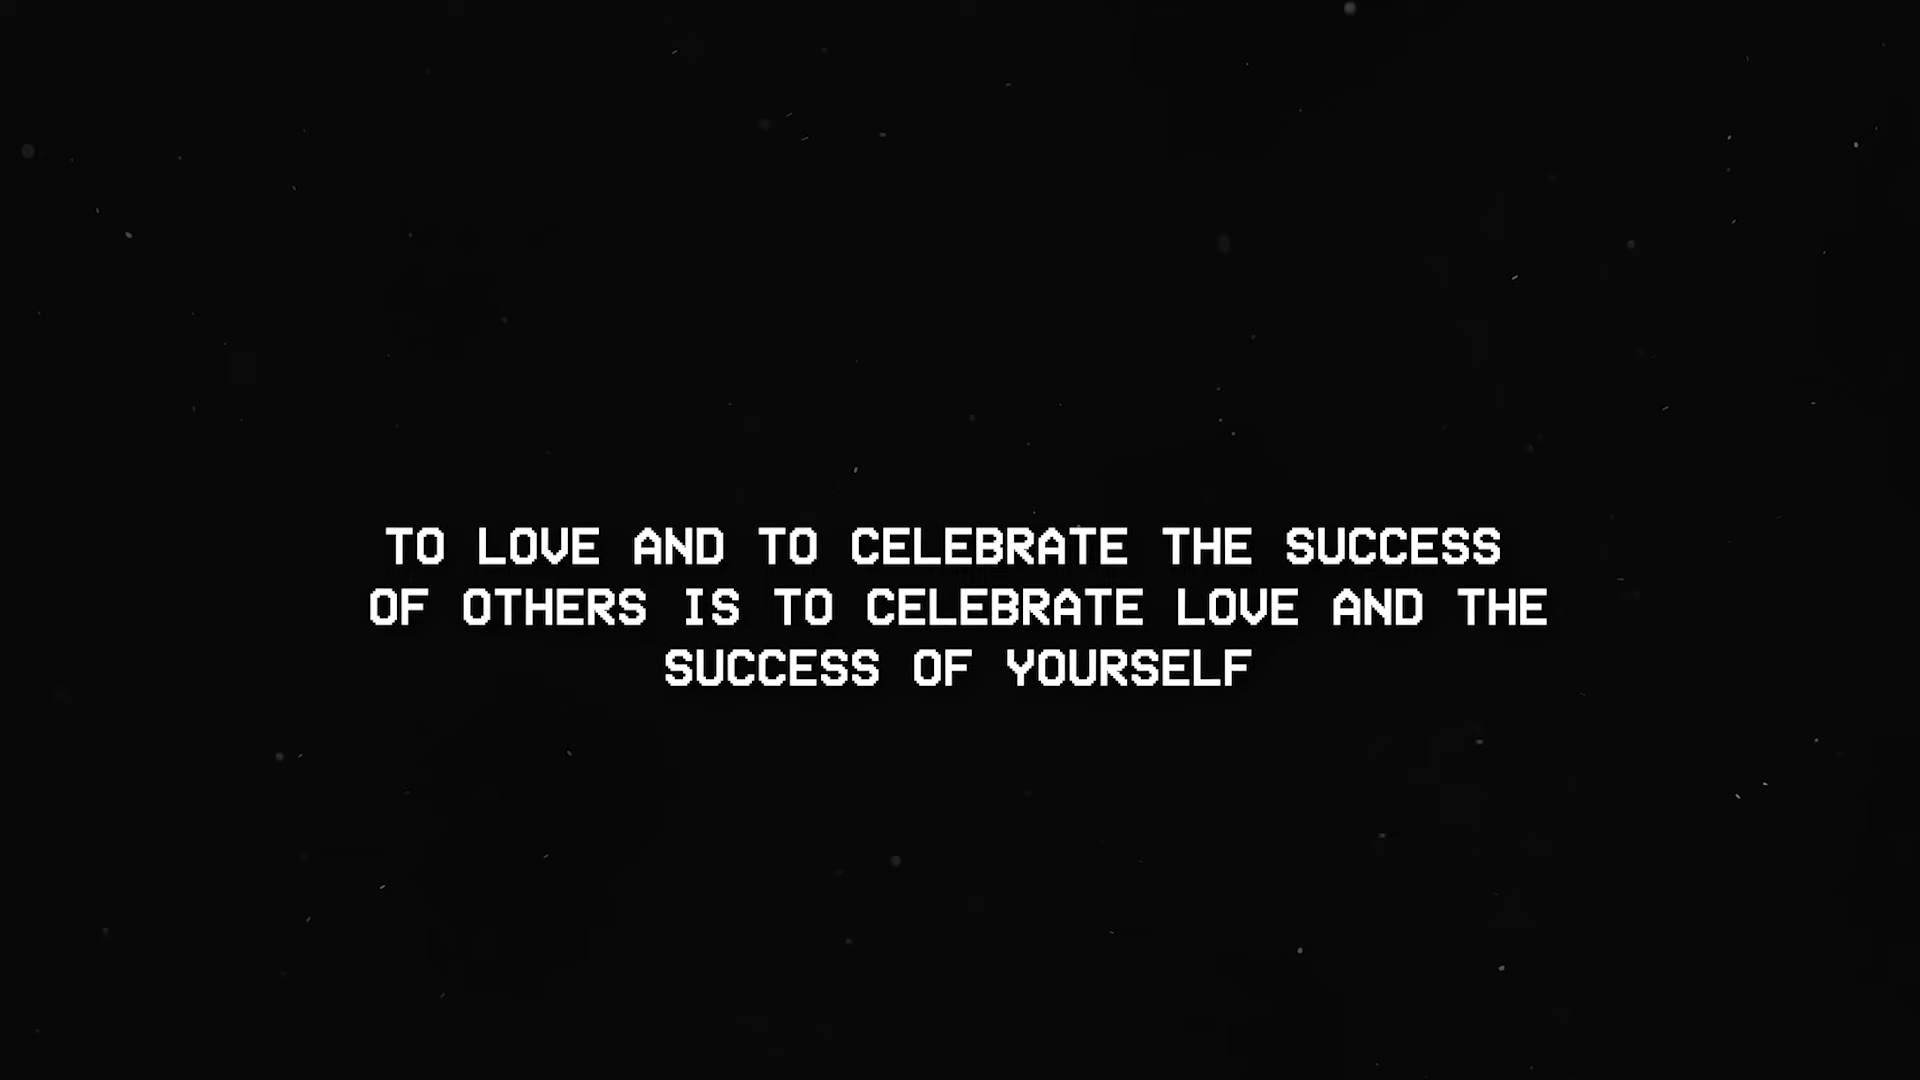 TO LOVE AND TO CELEBRATE THE SUCCESS
OF OTHERS IS TO CELEBRATE LOVE AND THE
SUCCESS OF YOURSELF